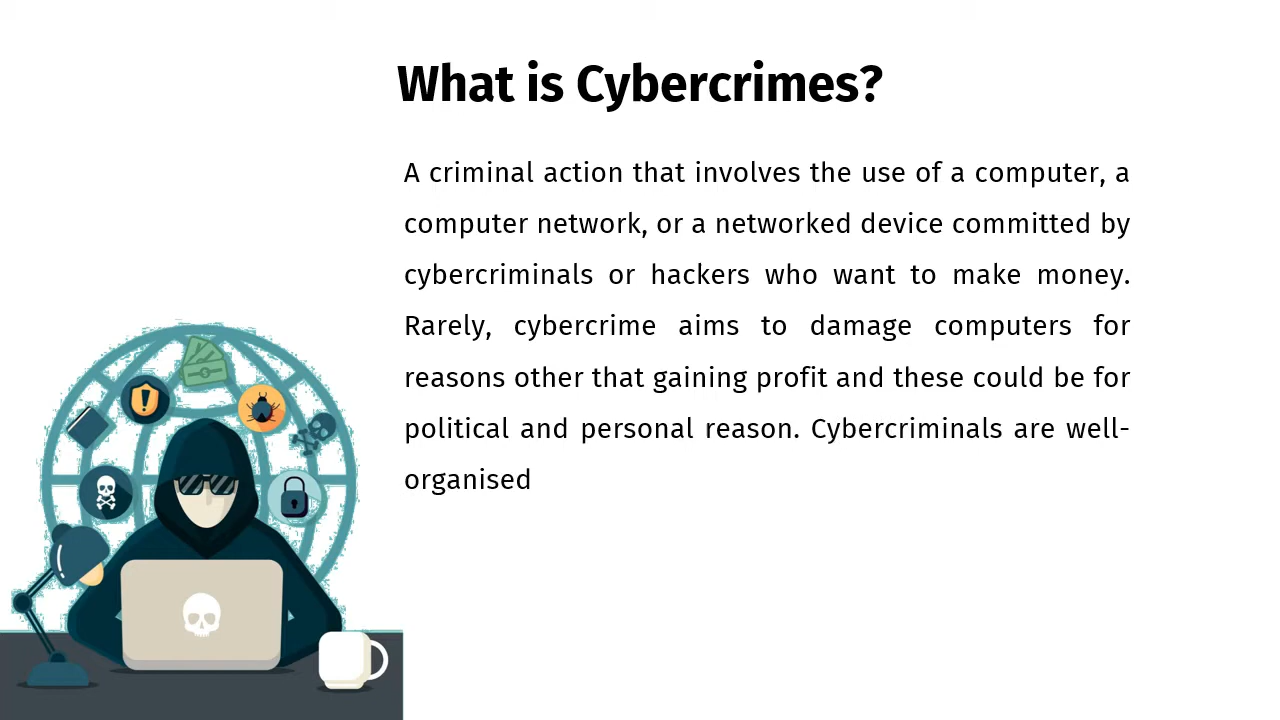 What is Cybercrimes?
A criminal action that involves the use of a computer, a
computer network, or a networked device committed by
cybercriminals or hackers who want to make money.
Rarely, cybercrime aims to damage computers for
reasons other that gaining profit and these could be for
political and personal reason. Cybercriminals are well-
organised